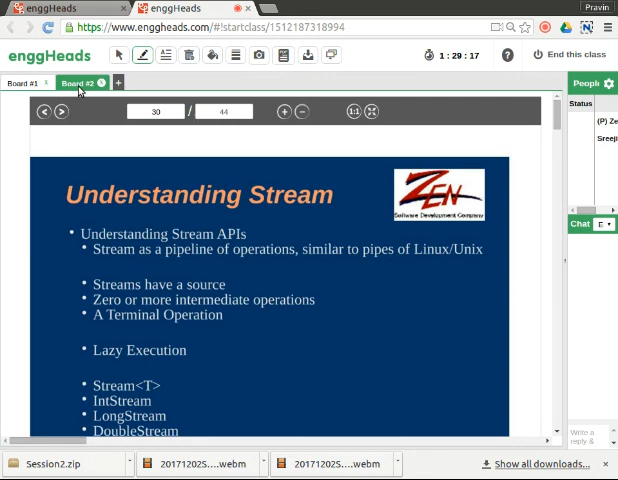 Pravin
enggHeads
enggHeads
https://www.enggheads.com/#!startclass/1512187318994
enggHeads
1 : 29 : 17
?
End this class
Board #1 x
Board #2 x
+
People
Status
(P) Ze
Sreeji
30 / 44
1:1
Understanding Stream
ZEN
Software Development Company
• Understanding Stream APIs
• Stream as a pipeline of operations, similar to pipes of Linux/Unix
• Streams have a source
• Zero or more intermediate operations
• A Terminal Operation
• Lazy Execution
• Stream<T>
• IntStream
• LongStream
• DoubleStream
Chat E
Write a
reply &
Session2.zip
20171202S....webm
20171202S....webm
Show all downloads...